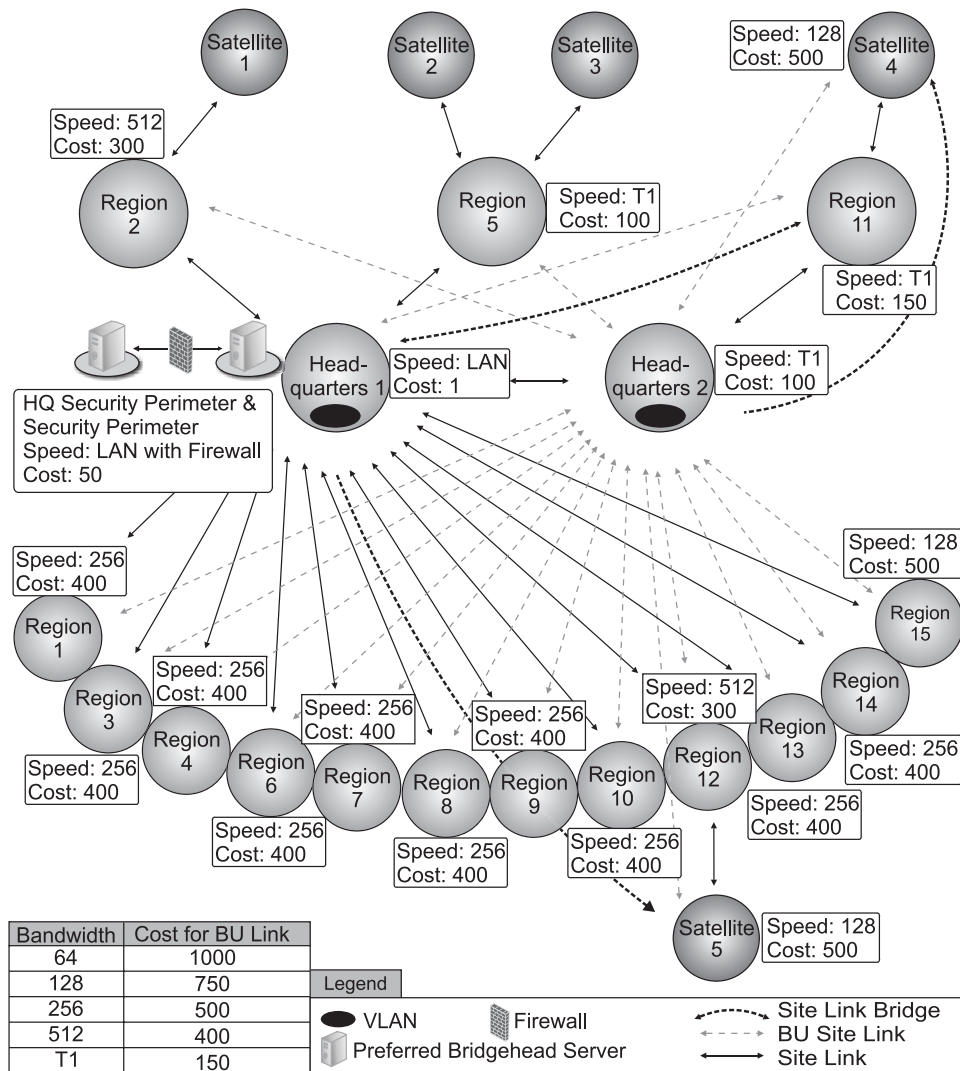 Satellite
1
Satellite
2
Satellite
3
Speed: 128
Cost: 500
Satellite
4
Speed: 512
Cost: 300
Region
2
Region
5
Speed: T1
Cost: 100
Region
11
Speed: T1
Cost: 150
Head-
quarters 1
Speed: LAN
Cost: 1
Head-
quarters 2
Speed: T1
Cost: 100
HQ Security Perimeter &
Security Perimeter
Speed: LAN with Firewall
Cost: 50
Speed: 256
Cost: 400
Region
1
Region
3
Speed: 256
Cost: 400
Speed: 256
Cost: 400
Region
4
Region
6
Speed: 256
Cost: 400
Speed: 256
Cost: 400
Region
7
Region
8
Speed: 256
Cost: 400
Speed: 256
Cost: 400
Region
9
Region
10
Speed: 256
Cost: 400
Speed: 512
Cost: 300
Region
12
Region
13
Speed: 256
Cost: 400
Region
14
Speed: 256
Cost: 400
Speed: 128
Cost: 500
Region
15
Satellite
5
Speed: 128
Cost: 500
Bandwidth Cost for BU Link
64 1000
128 750
256 500
512 400
T1 150
Legend
VLAN
Firewall
Preferred Bridgehead Server
Site Link Bridge
BU Site Link
Site Link